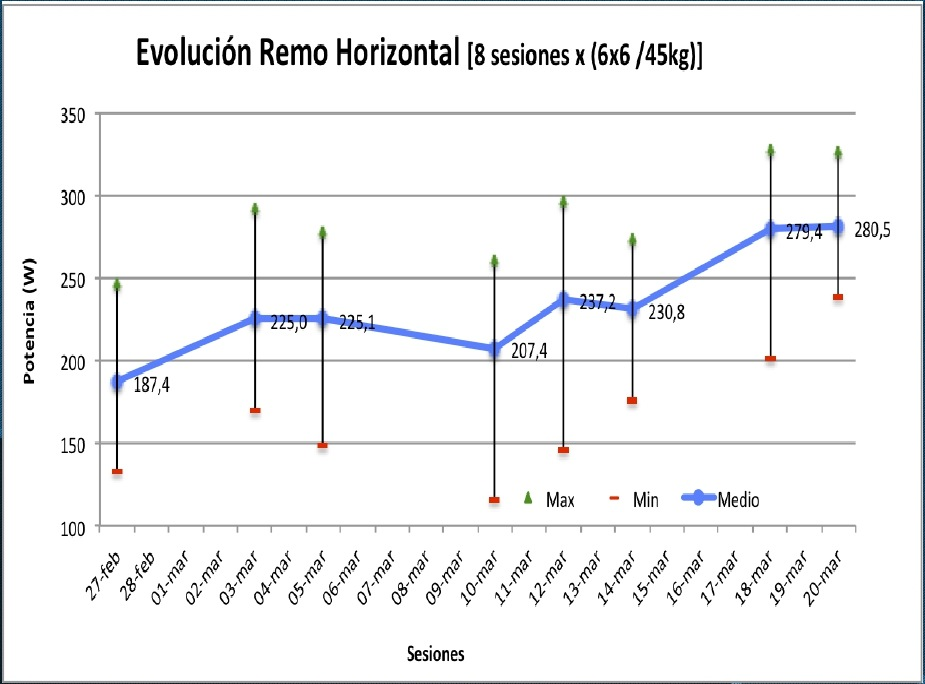 Evolución Remo Horizontal [8 sesiones x (6x6 /45kg)]
350
300
250
200
150
100
Potencia (W)
187,4
225,0
225,1
207,4
237,2
230,8
279,4
280,5
Max
Min
Medio
27-feb
28-feb
01-mar
02-mar
03-mar
04-mar
05-mar
06-mar
07-mar
08-mar
09-mar
10-mar
11-mar
12-mar
13-mar
14-mar
15-mar
16-mar
17-mar
18-mar
19-mar
20-mar
Sesiones